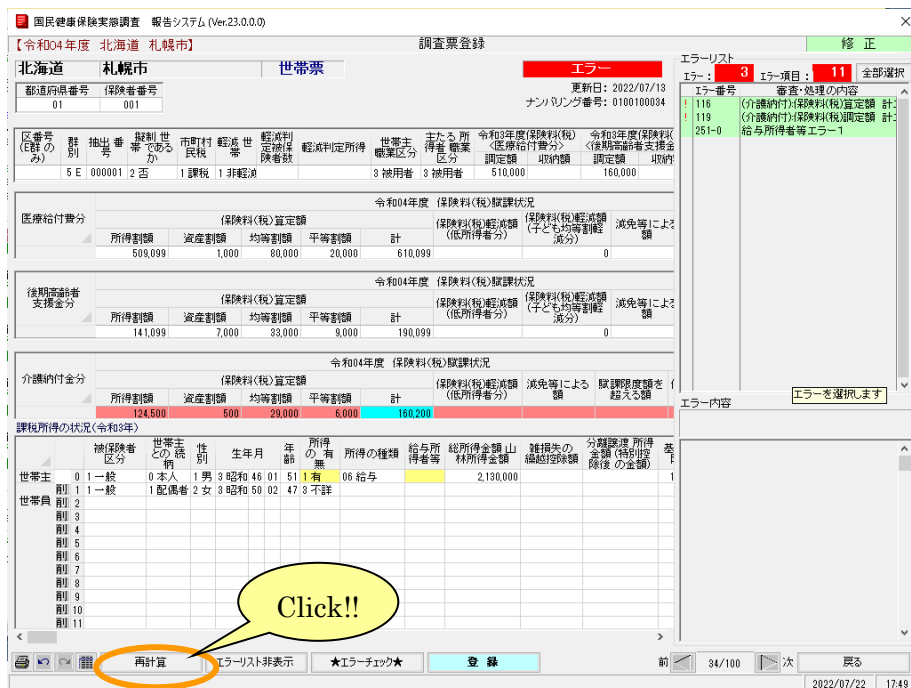 国民健康保険実態調査 報告システム (Ver.23.0.0.0)
【令和04年度 北海道 札幌市】 調査票登録 修 正
北海道 札幌市 世帯票 エラー
都道府県番号 保険者番号
01 001
更新日: 2022/07/13
ナンバリング番号: 0100100034
エラーリスト
エラー: 3 エラー項目: 11 全部選択
エラー番号 審査・処理の内容
! 116 (介護納付):保険料(税)算定額 計:
! 119 (介護納付):保険料(税)調定額 計:
251-0 給与所得者等エラー1
区番号(E群のみ) 群別 抽出番号 擬制世帯であるか 市町村民税 軽減世帯 軽減判定被保険者数 軽減判定所得 世帯主職業区分 主たる所得者職業区分 令和3年度(保険料(税)<医療給付費分> 令和3年度(保険料(<後期高齢者支援金
調定額 収納額 調定額 収納
5 E 000001 2 否 1 課税 1 非軽減 3 被用者 3 被用者 510,000 160,000
医療給付費分
令和04年度 保険料(税)賦課状況
保険料(税)算定額 保険料(税)軽減額(低所得者分) 保険料(税)軽減額(子ども均等割軽減分) 減免等による額
所得割額 資産割額 均等割額 平等割額 計
509,099 1,000 80,000 20,000 610,099 0
後期高齢者支援金分
令和04年度 保険料(税)賦課状況
保険料(税)算定額 保険料(税)軽減額(低所得者分) 保険料(税)軽減額(子ども均等割軽減分) 減免等による額
所得割額 資産割額 均等割額 平等割額 計
141,099 7,000 33,000 9,000 190,099 0
介護納付金分
令和04年度 保険料(税)賦課状況
保険料(税)算定額 保険料(税)軽減額(低所得者分) 減免等による額 賦課限度額を超える額
所得割額 資産割額 均等割額 平等割額 計
124,500 500 29,000 6,000 160,200
エラーを選択します
エラー内容
課税所得の状況(令和3年)
被保険者区分 世帯主との続柄 性別 生年月 年齢 所得の有無 所得の種類 給与所得者等 総所得金額山林所得金額 雑損失の繰越控除額 分離譲渡所得金額(特別控除後の金額)
世帯主 0 1 一般 0 本人 1 男 3 昭和 46 01 51 1 有 06 給与 2,130,000 1
削 1 1 一般 1 配偶者 2 女 3 昭和 50 02 47 3 不詳
世帯員 削 2
削 3
削 4
削 5
削 6
削 7
削 8
削 9
削 10
削 11
Click!!
再計算 エラーリスト非表示 ★エラーチェック★ 登 録 前 34/100 次 戻る
2022/07/22 17:49